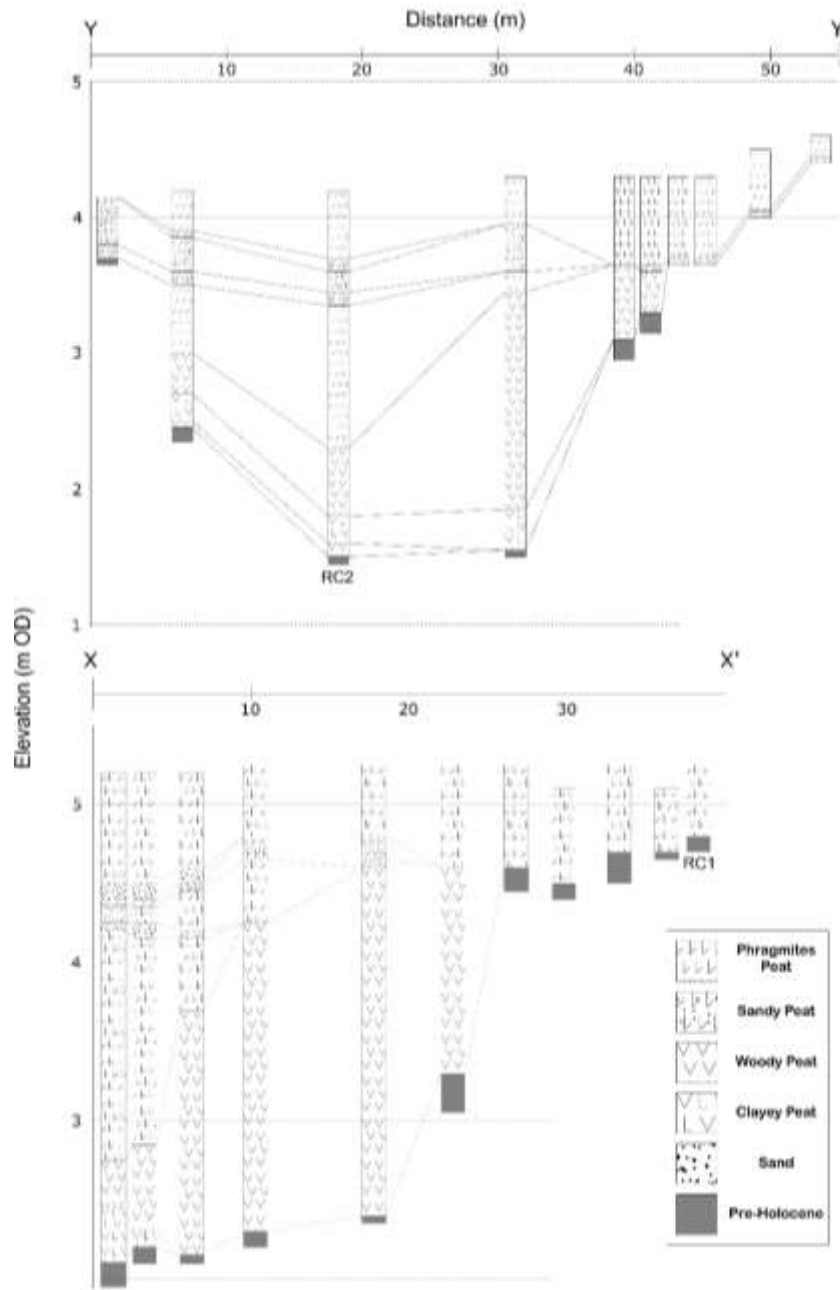 Distance (m)
Y
Y
10
20
30
40
50
5
4
3
2
1
RC2
Elevation (m OD)
X
X'
10
20
30
5
4
3
RC1
Phragmites
Peat
Sandy Peat
Woody Peat
Clayey Peat
Sand
Pre-Holocene